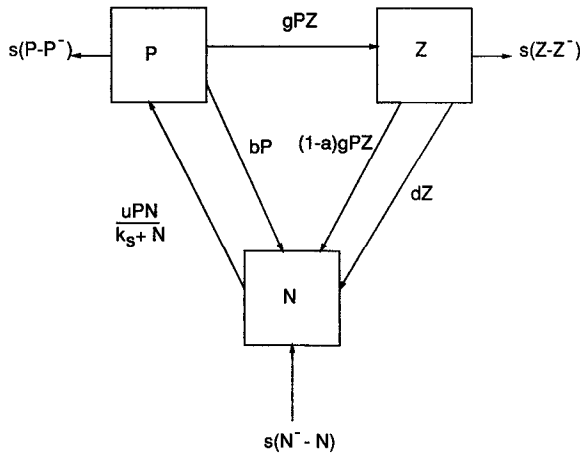 gPZ
s(P-P⁻)
P
Z
s(Z-Z⁻)
bP
(1-a)gPZ
dZ
uPN
kₛ+ N
N
s(N⁻ - N)